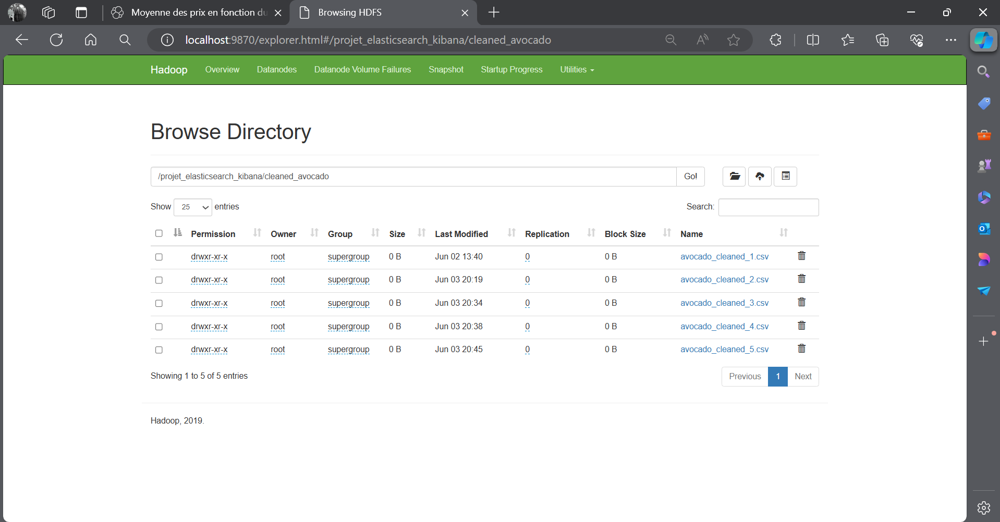 Moyenne des prix en fonction du
Browsing HDFS
localhost:9870/explorer.html#/projet_elasticsearch_kibana/cleaned_avocado
Hadoop Overview Datanodes Datanode Volume Failures Snapshot Startup Progress Utilities
Browse Directory
/projet_elasticsearch_kibana/cleaned_avocado Go!
Show 25 entries Search:
Permission Owner Group Size Last Modified Replication Block Size Name
drwxr-xr-x root supergroup 0 B Jun 02 13:40 0 0 B avocado_cleaned_1.csv
drwxr-xr-x root supergroup 0 B Jun 03 20:19 0 0 B avocado_cleaned_2.csv
drwxr-xr-x root supergroup 0 B Jun 03 20:34 0 0 B avocado_cleaned_3.csv
drwxr-xr-x root supergroup 0 B Jun 03 20:38 0 0 B avocado_cleaned_4.csv
drwxr-xr-x root supergroup 0 B Jun 03 20:45 0 0 B avocado_cleaned_5.csv
Showing 1 to 5 of 5 entries Previous 1 Next
Hadoop, 2019.